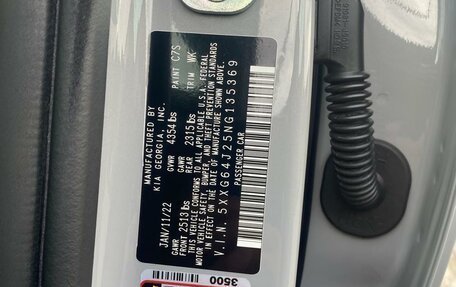 MANUFACTURED BY
KIA GEORGIA, INC.
JAN/11/22
GVWR 4354 lbs
GAWR FRONT 2513 lbs
GAWR REAR 2315 lbs
PAINT C7S
TRIM WK
THIS VEHICLE CONFORMS TO ALL APPLICABLE U.S.A. FEDERAL
MOTOR VEHICLE SAFETY, BUMPER, AND THEFT PREVENTION STANDARDS
IN EFFECT ON THE DATE OF MANUFACTURE SHOWN ABOVE.
V.I.N. 5XXG64J25NG135369
PASSENGER CAR
3500